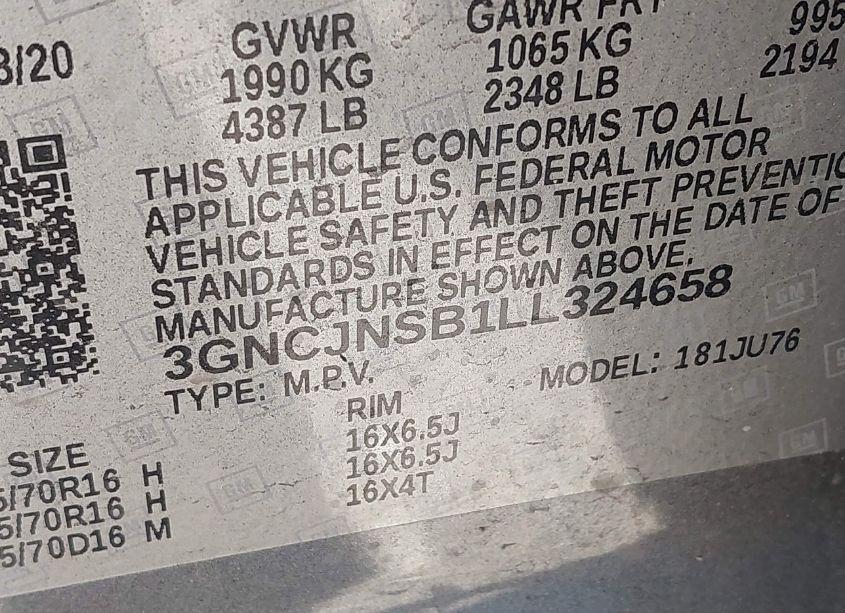 8/20
GVWR
1990 KG
4387 LB
GAWR FRT
1065 KG
2348 LB
995
2194
THIS VEHICLE CONFORMS TO ALL
APPLICABLE U.S. FEDERAL MOTOR
VEHICLE SAFETY AND THEFT PREVENTIO
STANDARDS IN EFFECT ON THE DATE OF
MANUFACTURE SHOWN ABOVE.
3GNCJNSB1LL324658
TYPE: M.P.V.
MODEL: 181JU76
SIZE
5/70R16 H
5/70R16 H
5/70D16 M
RIM
16X6.5J
16X6.5J
16X4T